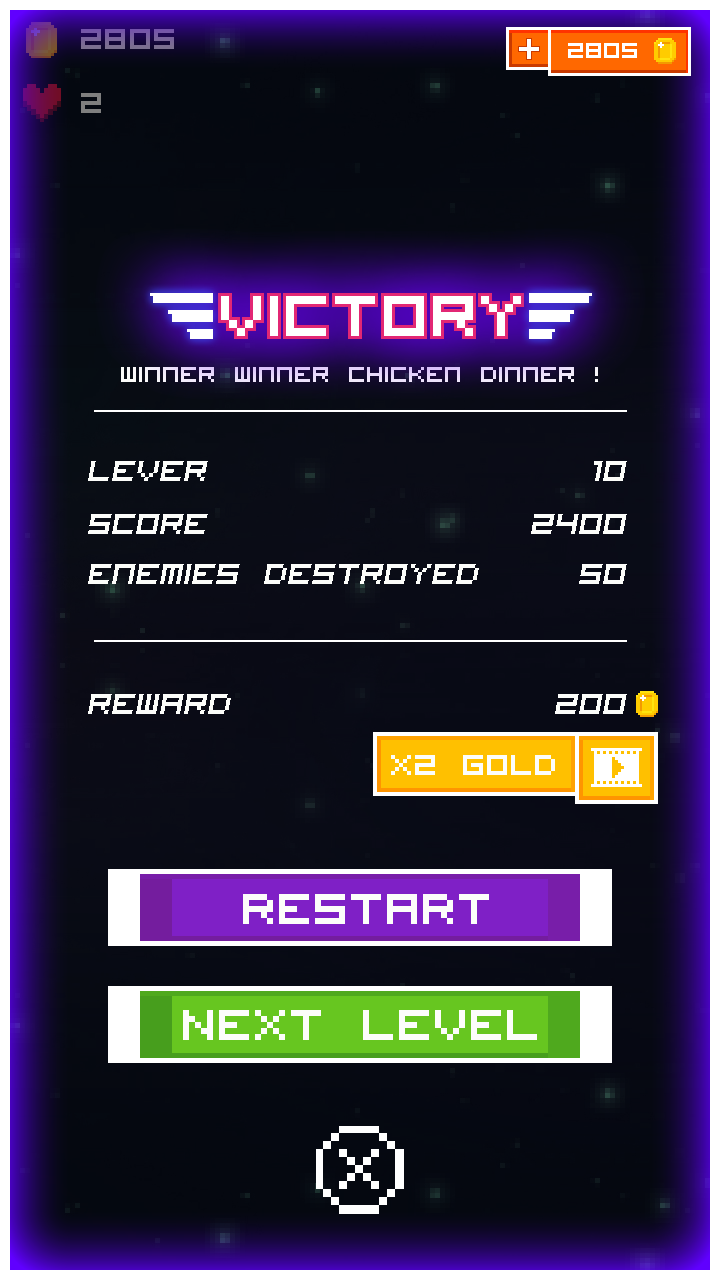 2805
+ 2805
2
VICTORY
WINNER WINNER CHICKEN DINNER !
LEVER 10
SCORE 2400
ENEMIES DESTROYED 50
REWARD 200
X2 GOLD
RESTART
NEXT LEVEL